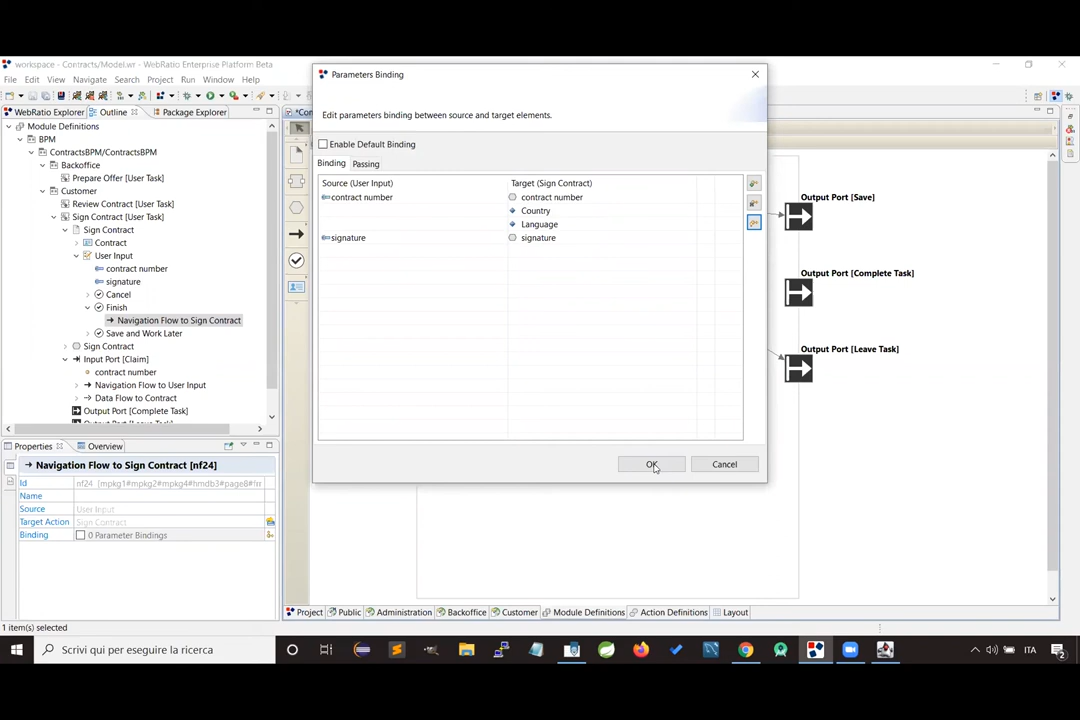 workspace - Contracts/Model.wr - WebRatio Enterprise Platform Beta
File Edit View Navigate Search Project Run Window Help
WebRatio Explorer Outline Package Explorer
Module Definitions
BPM
ContractsBPM/ContractsBPM
Backoffice
Prepare Offer [User Task]
Customer
Review Contract [User Task]
Sign Contract [User Task]
Sign Contract
Contract
User Input
contract number
signature
Cancel
Finish
Navigation Flow to Sign Contract
Save and Work Later
Sign Contract
Input Port [Claim]
contract number
Navigation Flow to User Input
Data Flow to Contract
Output Port [Complete Task]
Properties Overview
Navigation Flow to Sign Contract [nf24]
Id nf24 [mpkg1#mpkg2#mpkg4#hmdb3#page8#fr
Name
Source User Input
Target Action Sign Contract
Binding 0 Parameter Bindings
1 item(s) selected
Parameters Binding
Edit parameters binding between source and target elements.
Enable Default Binding
Binding Passing
Source (User Input) Target (Sign Contract)
contract number contract number
Country
Language
signature signature
OK Cancel
Output Port [Save]
Output Port [Complete Task]
Output Port [Leave Task]
Project Public Administration Backoffice Customer Module Definitions Action Definitions Layout
Scrivi qui per eseguire la ricerca
ITA
2